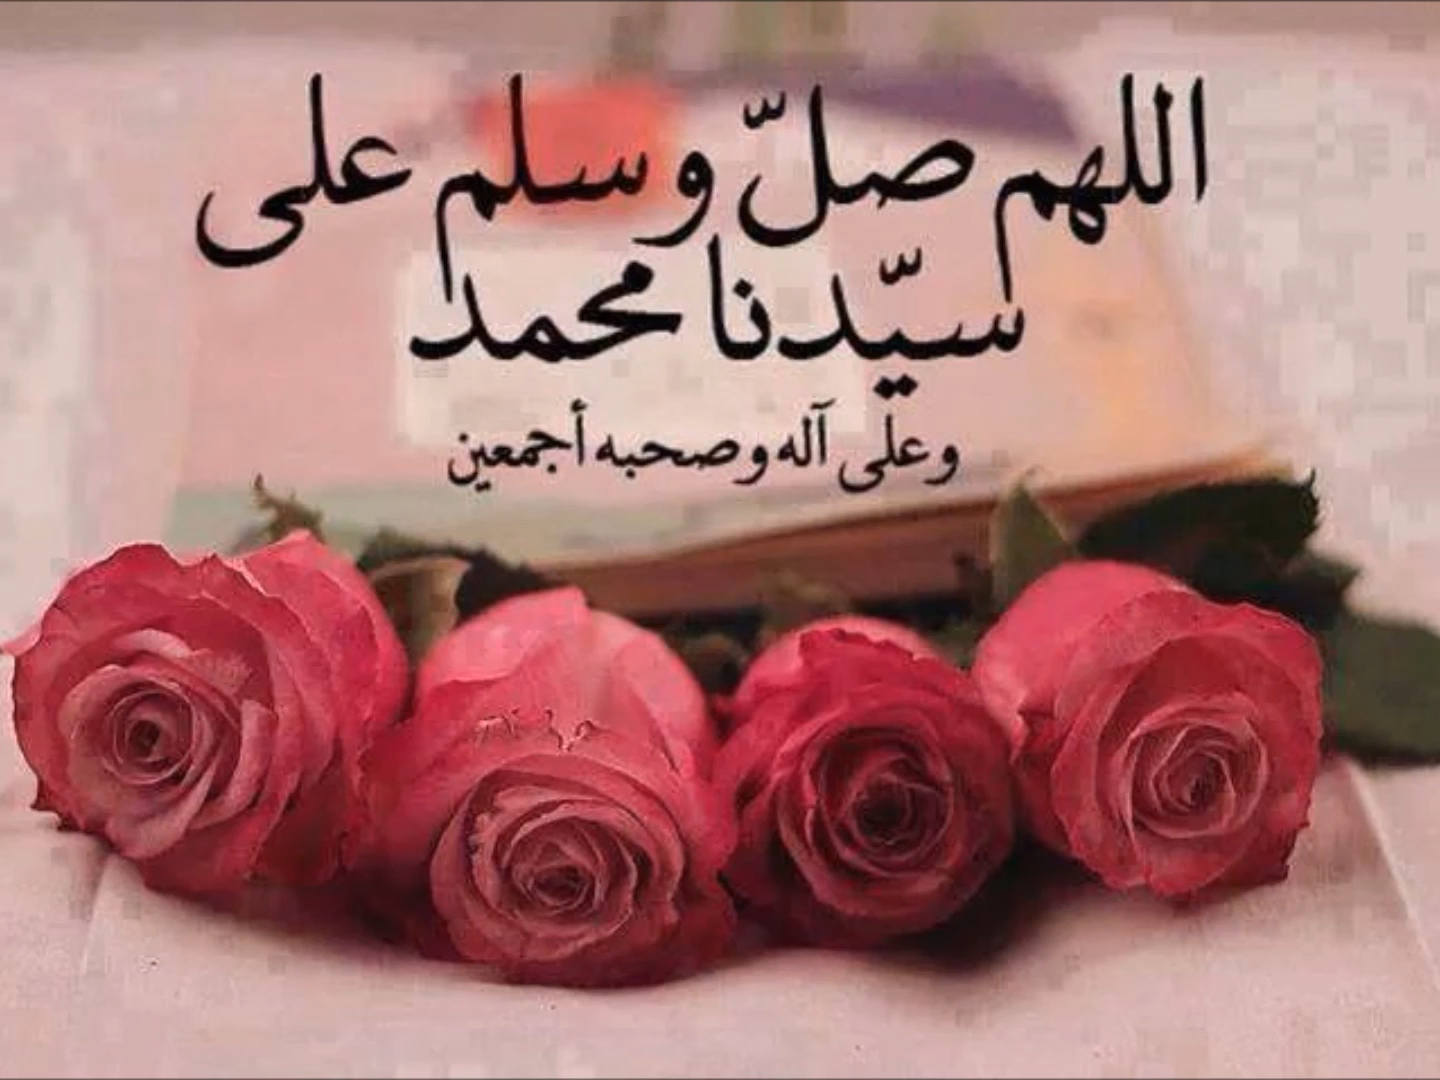 اللهم صلّ وسلم على
سيّدنا محمد
وعلى آله وصحبه أجمعين